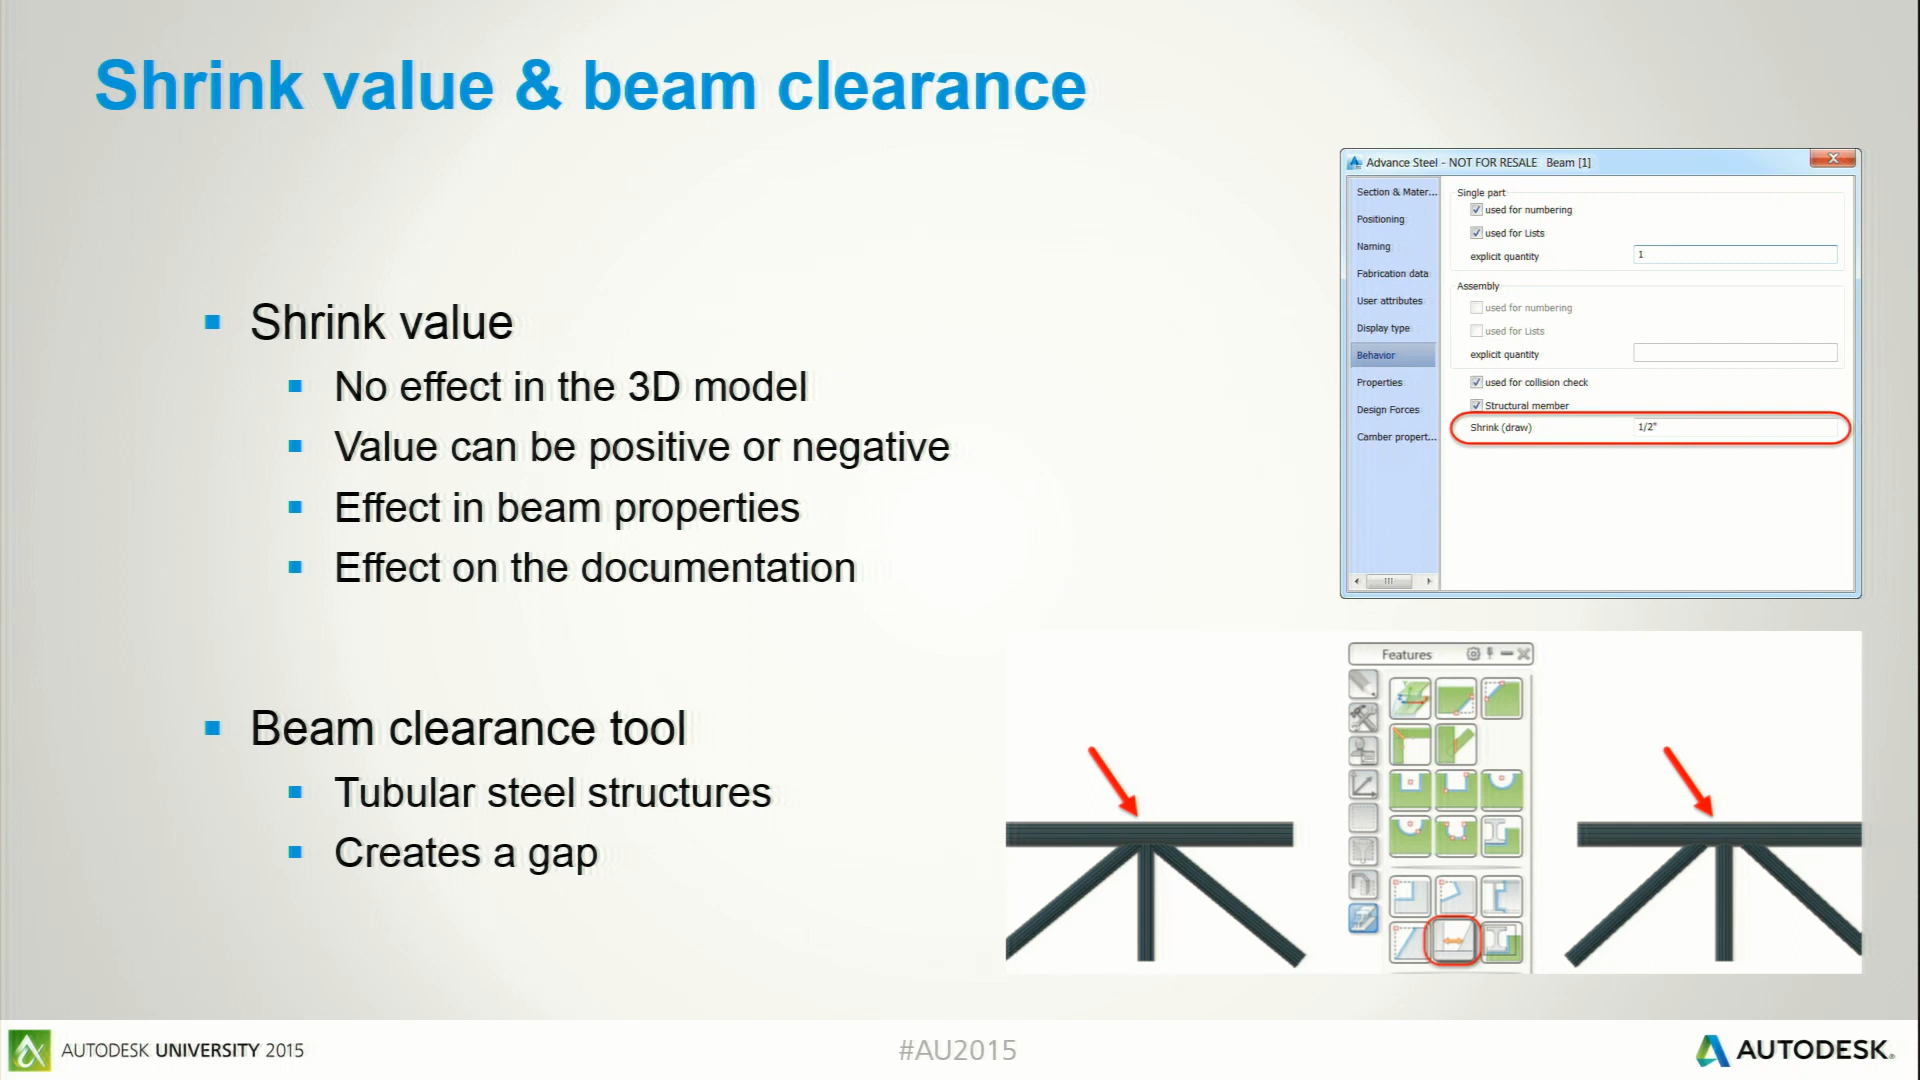 Shrink value & beam clearance
Shrink value
No effect in the 3D model
Value can be positive or negative
Effect in beam properties
Effect on the documentation
Beam clearance tool
Tubular steel structures
Creates a gap
Advance Steel - NOT FOR RESALE Beam [1]
Section & Mater...
Positioning
Naming
Fabrication data
User attributes
Display type
Behavior
Properties
Design Forces
Camber propert...
Single part
used for numbering
used for Lists
explicit quantity 1
Assembly
used for numbering
used for Lists
explicit quantity
used for collision check
Structural member
Shrink (draw) 1/2"
Features
AUTODESK UNIVERSITY 2015
#AU2015
AUTODESK.